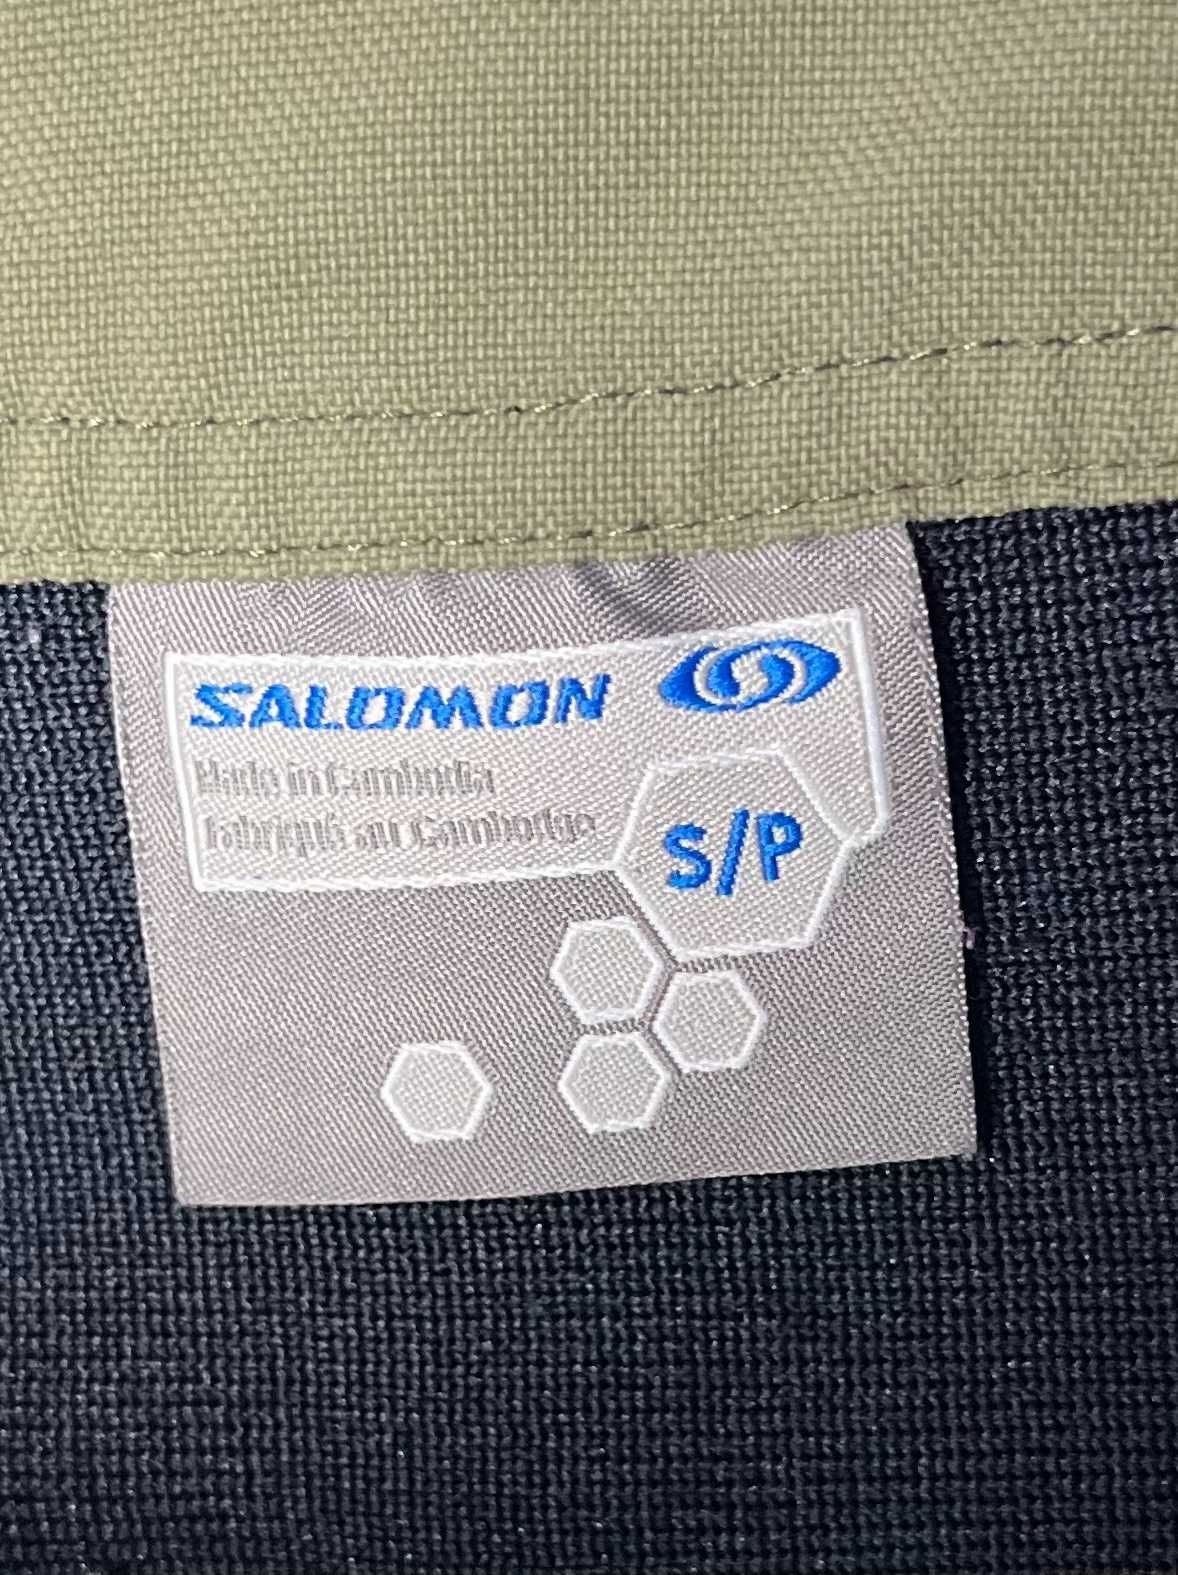 SALOMON
Made in Cambodia
Fabriqué au Cambodge
S/P